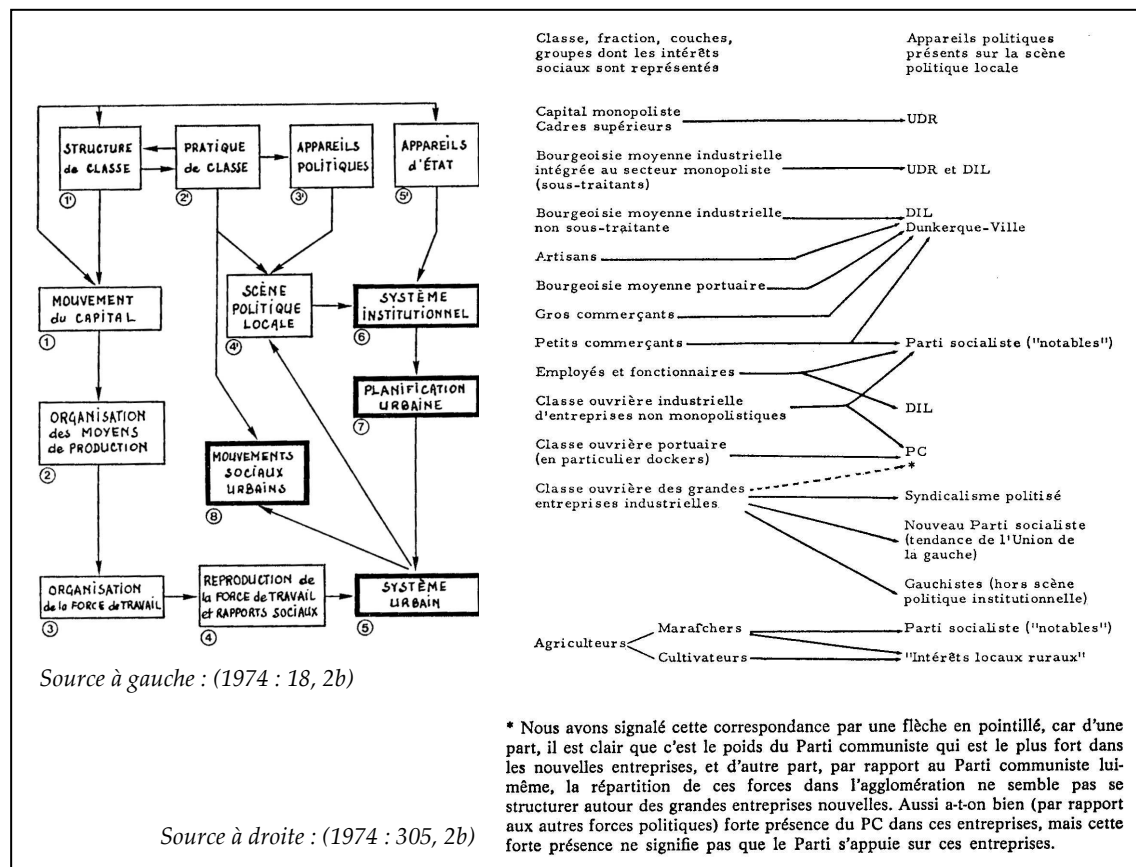 STRUCTURE
de CLASSE
1'
PRATIQUE
de CLASSE
2'
APPAREILS
POLITIQUES
3'
APPAREILS
d'ÉTAT
5'
MOUVEMENT
du CAPITAL
1
SCÈNE
POLITIQUE
LOCALE
4'
SYSTÈME
INSTITUTIONNEL
6
PLANIFICATION
URBAINE
7
ORGANISATION
des MOYENS
de PRODUCTION
2
MOUVEMENTS
SOCIAUX
URBAINS
8
ORGANISATION
de la FORCE de TRAVAIL
3
REPRODUCTION de
la FORCE de TRAVAIL
et RAPPORTS SOCIAUX
4
SYSTÈME
URBAIN
5
Source à gauche : (1974 : 18, 2b)
Classe, fraction, couches,
groupes dont les intérêts
sociaux sont représentés
Appareils politiques
présents sur la scène
politique locale
Capital monopoliste
Cadres supérieurs
UDR
Bourgeoisie moyenne industrielle
intégrée au secteur monopoliste
(sous-traitants)
UDR et DIL
Bourgeoisie moyenne industrielle
non sous-traitante
DIL
Dunkerque-Ville
Artisans
Bourgeoisie moyenne portuaire
Gros commerçants
Petits commerçants
Parti socialiste ("notables")
Employés et fonctionnaires
Classe ouvrière industrielle
d'entreprises non monopolistiques
DIL
Classe ouvrière portuaire
(en particulier dockers)
PC
*
Classe ouvrière des grandes
entreprises industrielles
Syndicalisme politisé
Nouveau Parti socialiste
(tendance de l'Union de
la gauche)
Gauchistes (hors scène
politique institutionnelle)
Agriculteurs
Maraîchers
Parti socialiste ("notables")
Cultivateurs
"Intérêts locaux ruraux"
* Nous avons signalé cette correspondance par une flèche en pointillé, car d'une
part, il est clair que c'est le poids du Parti communiste qui est le plus fort dans
les nouvelles entreprises, et d'autre part, par rapport au Parti communiste lui-
même, la répartition de ces forces dans l'agglomération ne semble pas se
structurer autour des grandes entreprises nouvelles. Aussi a-t-on bien (par rapport
aux autres forces politiques) forte présence du PC dans ces entreprises, mais cette
forte présence ne signifie pas que le Parti s'appuie sur ces entreprises.
Source à droite : (1974 : 305, 2b)